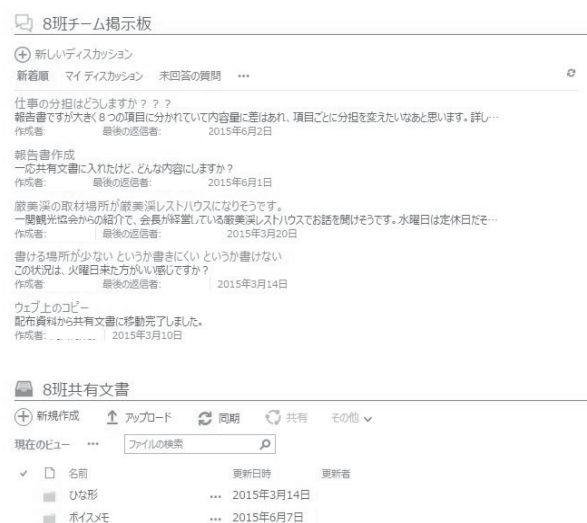 8班チーム掲示板
新しいディスカッション
新着順 マイ ディスカッション 未回答の質問 •••
仕事の分担はどうしますか？？？
報告書ですが大きく８つの項目に分かれていて内容量に差はあれ、項目ごとに分担を変えたいなあと思います。詳し…
作成者: 最後の返信者: 2015年6月2日
報告書作成
一応共有文書に入れたけど、どんな内容にしますか？
作成者: 最後の返信者: 2015年6月1日
厳美渓の取材場所が厳美渓レストハウスになりそうです。
一関観光協会からの紹介で、会長が経営している厳美渓レストハウスでお話を聞けそうです。水曜日は定休日だそ…
作成者: 最後の返信者: 2015年3月20日
書ける場所が少ない というか書きにくい というか書けない
この状況は、火曜日来た方がいい感じですか？
作成者: 最後の返信者: 2015年3月14日
ウェブ上のコピー
配布資料から共有文書に移動完了しました。
作成者: 2015年3月10日
8班共有文書
新規作成 アップロード 同期 共有 その他
現在のビュー ••• ファイルの検索
名前 更新日時 更新者
ひな形 ••• 2015年3月14日
ボイスメモ ••• 2015年6月7日